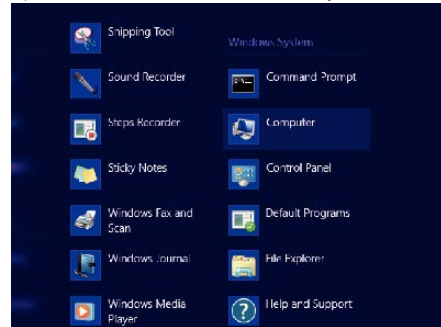 Snipping Tool
Sound Recorder
Steps Recorder
Sticky Notes
Windows Fax and
Scan
Windows Journal
Windows Media
Player
Windows System
Command Prompt
Computer
Control Panel
Default Programs
File Explorer
Help and Support